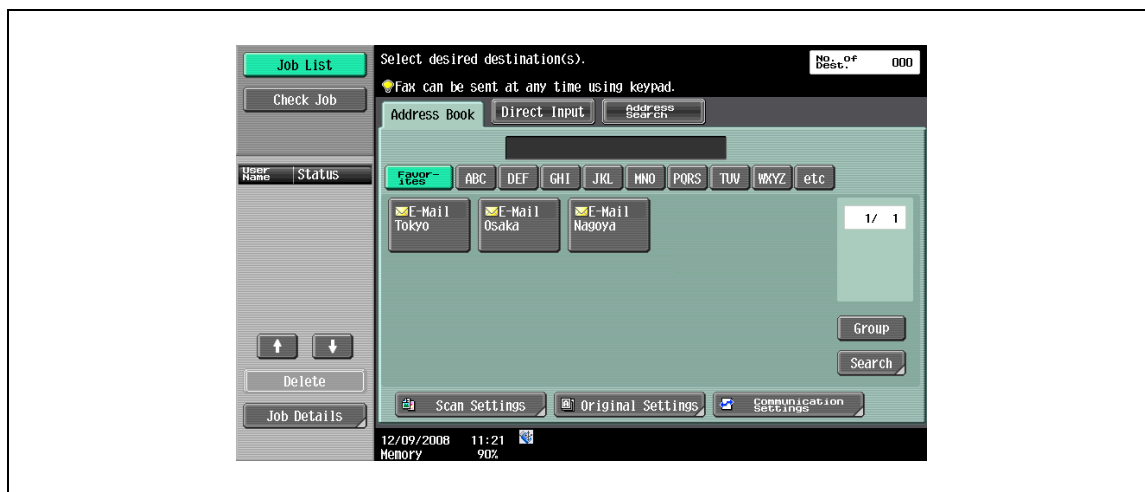 Job List
Check Job
User Name
Status
Delete
Job Details
Select desired destination(s).
Fax can be sent at any time using keypad.
No. of Dest. 000
Address Book
Direct Input
Address Search
Favor-ites
ABC
DEF
GHI
JKL
MNO
PQRS
TUV
WXYZ
etc
E-Mail
Tokyo
E-Mail
Osaka
E-Mail
Nagoya
1/ 1
Group
Search
Scan Settings
Original Settings
Communication Settings
12/09/2008 11:21
Memory 90%